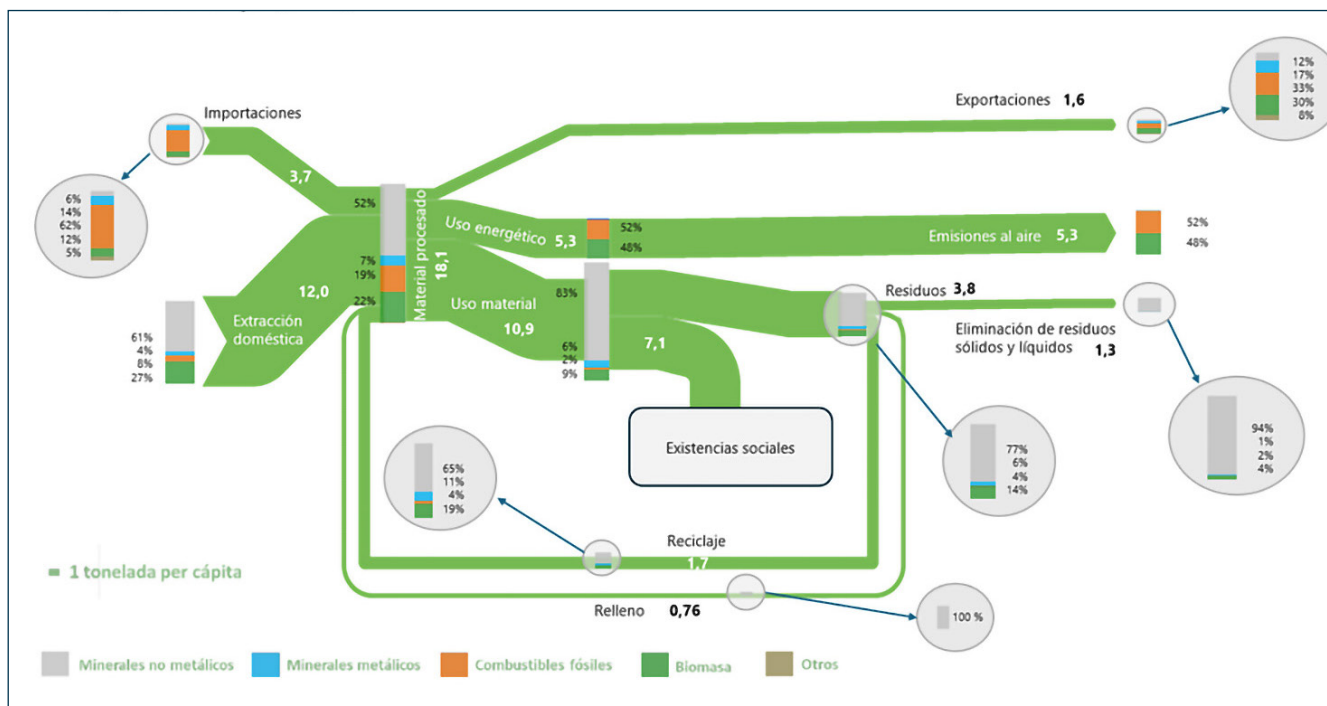 Importaciones
3,7
6%
14%
62%
12%
5%
12,0
Extracción
doméstica
61%
4%
8%
27%
52%
7%
19%
22%
Material procesado
18,1
Exportaciones 1,6
12%
17%
33%
30%
8%
Uso energético
5,3
52%
48%
Emisiones al aire 5,3
52%
48%
Uso material
10,9
83%
6%
2%
9%
7,1
Existencias sociales
Residuos 3,8
Eliminación de residuos
sólidos y líquidos 1,3
94%
1%
2%
4%
77%
6%
4%
14%
65%
11%
4%
19%
Reciclaje
1,7
Relleno 0,76
100 %
1 tonelada per cápita
Minerales no metálicos
Minerales metálicos
Combustibles fósiles
Biomasa
Otros